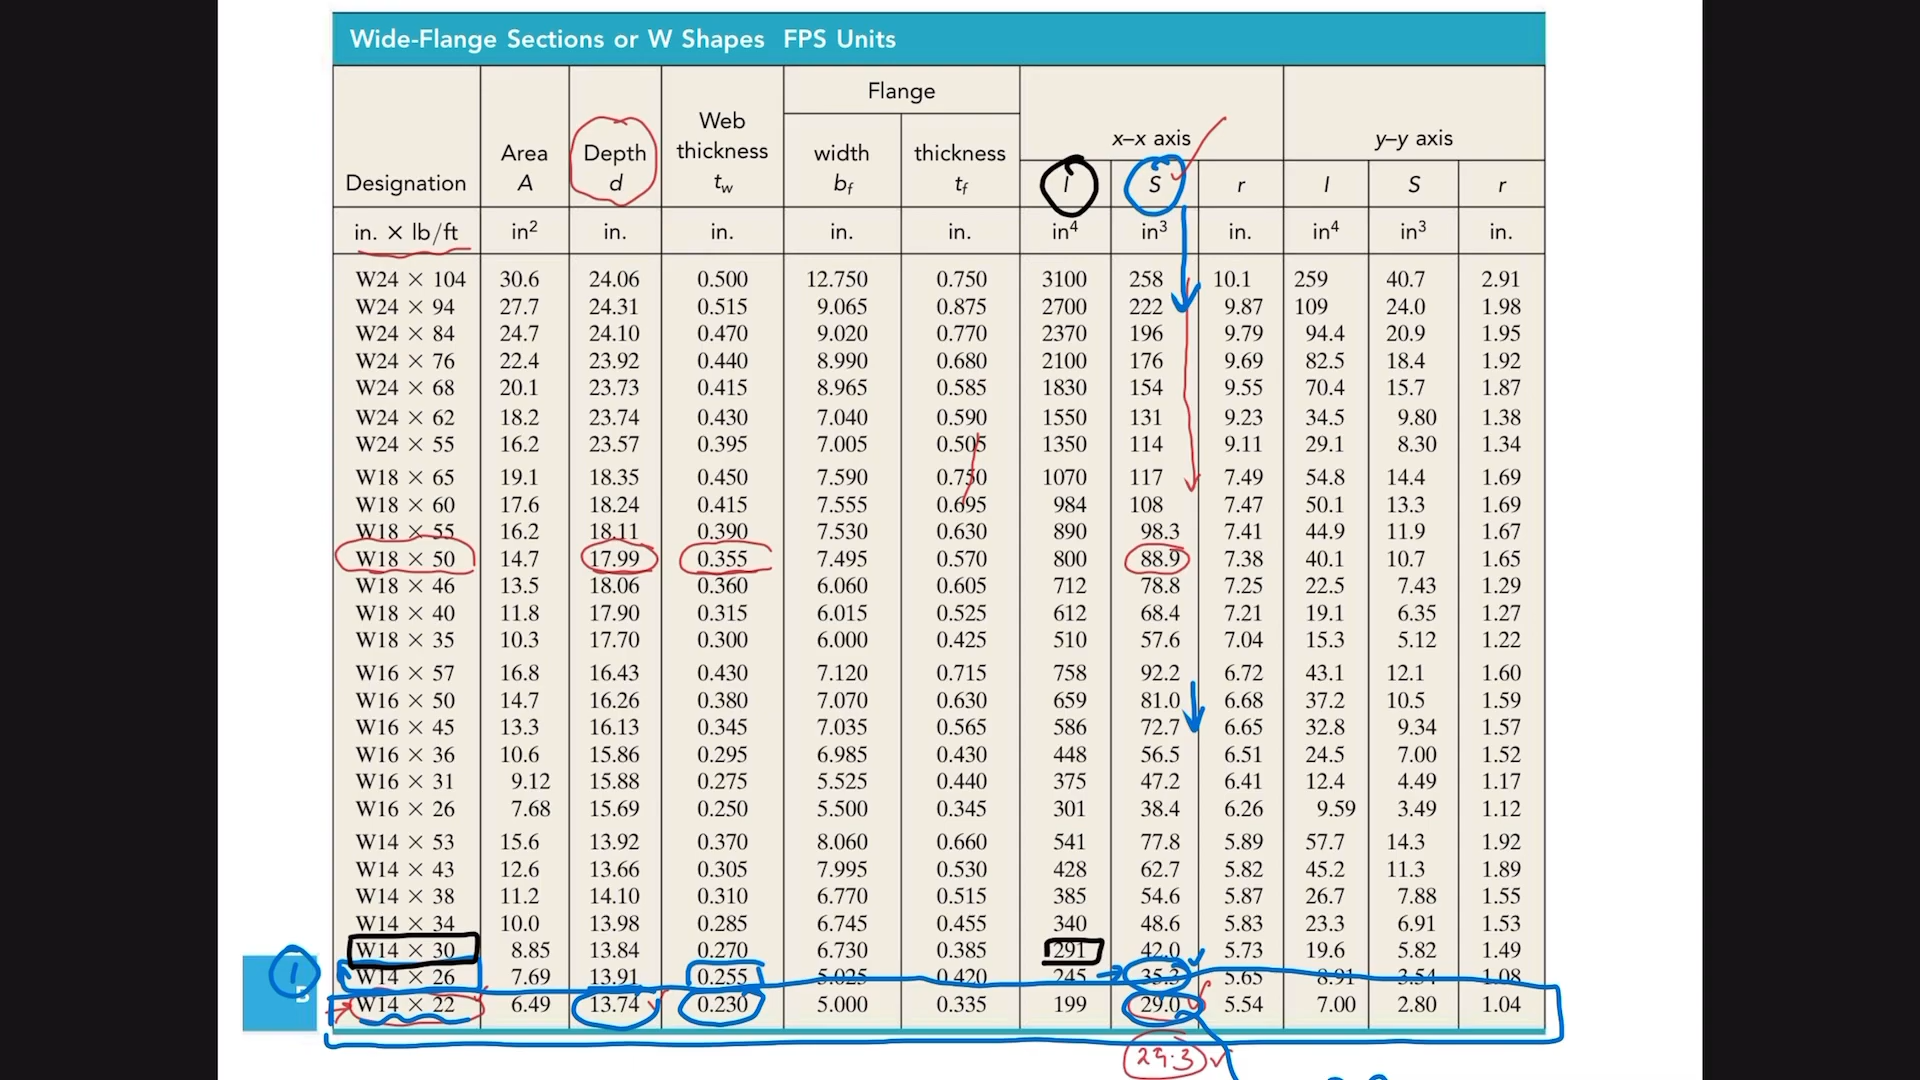 Wide-Flange Sections or W Shapes FPS Units
Flange
Web
x–x axis
y–y axis
Area
Depth
thickness
width
thickness
Designation
A
d
t_w
b_f
t_f
I
S
r
I
S
r
in. × lb/ft
in²
in.
in.
in.
in.
in⁴
in³
in.
in⁴
in³
in.
W24 × 104 30.6 24.06 0.500 12.750 0.750 3100 258 10.1 259 40.7 2.91
W24 × 94 27.7 24.31 0.515 9.065 0.875 2700 222 9.87 109 24.0 1.98
W24 × 84 24.7 24.10 0.470 9.020 0.770 2370 196 9.79 94.4 20.9 1.95
W24 × 76 22.4 23.92 0.440 8.990 0.680 2100 176 9.69 82.5 18.4 1.92
W24 × 68 20.1 23.73 0.415 8.965 0.585 1830 154 9.55 70.4 15.7 1.87
W24 × 62 18.2 23.74 0.430 7.040 0.590 1550 131 9.23 34.5 9.80 1.38
W24 × 55 16.2 23.57 0.395 7.005 0.505 1350 114 9.11 29.1 8.30 1.34
W18 × 65 19.1 18.35 0.450 7.590 0.750 1070 117 7.49 54.8 14.4 1.69
W18 × 60 17.6 18.24 0.415 7.555 0.695 984 108 7.47 50.1 13.3 1.69
W18 × 55 16.2 18.11 0.390 7.530 0.630 890 98.3 7.41 44.9 11.9 1.67
W18 × 50 14.7 17.99 0.355 7.495 0.570 800 88.9 7.38 40.1 10.7 1.65
W18 × 46 13.5 18.06 0.360 6.060 0.605 712 78.8 7.25 22.5 7.43 1.29
W18 × 40 11.8 17.90 0.315 6.015 0.525 612 68.4 7.21 19.1 6.35 1.27
W18 × 35 10.3 17.70 0.300 6.000 0.425 510 57.6 7.04 15.3 5.12 1.22
W16 × 57 16.8 16.43 0.430 7.120 0.715 758 92.2 6.72 43.1 12.1 1.60
W16 × 50 14.7 16.26 0.380 7.070 0.630 659 81.0 6.68 37.2 10.5 1.59
W16 × 45 13.3 16.13 0.345 7.035 0.565 586 72.7 6.65 32.8 9.34 1.57
W16 × 36 10.6 15.86 0.295 6.985 0.430 448 56.5 6.51 24.5 7.00 1.52
W16 × 31 9.12 15.88 0.275 5.525 0.440 375 47.2 6.41 12.4 4.49 1.17
W16 × 26 7.68 15.69 0.250 5.500 0.345 301 38.4 6.26 9.59 3.49 1.12
W14 × 53 15.6 13.92 0.370 8.060 0.660 541 77.8 5.89 57.7 14.3 1.92
W14 × 43 12.6 13.66 0.305 7.995 0.530 428 62.7 5.82 45.2 11.3 1.89
W14 × 38 11.2 14.10 0.310 6.770 0.515 385 54.6 5.87 26.7 7.88 1.55
W14 × 34 10.0 13.98 0.285 6.745 0.455 340 48.6 5.83 23.3 6.91 1.53
W14 × 30 8.85 13.84 0.270 6.730 0.385 291 42.0 5.73 19.6 5.82 1.49
1 W14 × 26 7.69 13.91 0.255 5.025 0.420 245 35.3 5.65 8.91 3.54 1.08
B
W14 × 22 6.49 13.74 0.230 5.000 0.335 199 29.0 5.54 7.00 2.80 1.04
29.3